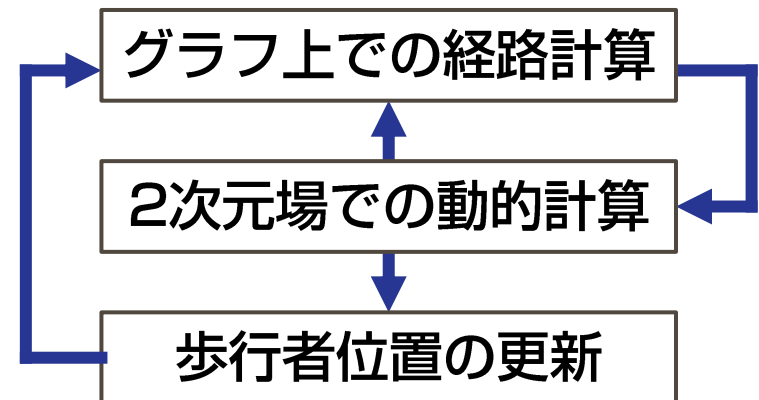 グラフ上での経路計算
2次元場での動的計算
歩行者位置の更新